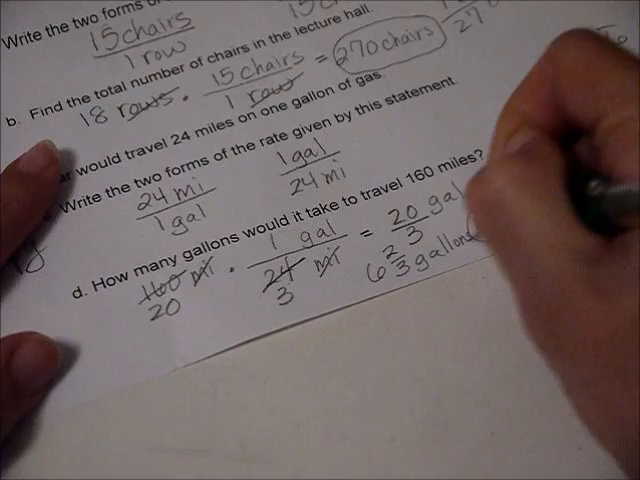 Write the two forms of
15 chairs
1 row
15 c
b. Find the total number of chairs in the lecture hall.
18 rows · 15 chairs / 1 row = 270 chairs
27
would travel 24 miles on one gallon of gas.
Write the two forms of the rate given by this statement.
24 mi / 1 gal   1 gal / 24 mi
d. How many gallons would it take to travel 160 miles?
160 mi · 1 gal / 24 mi = 20/3 gal
20   3   6 2/3 gallons